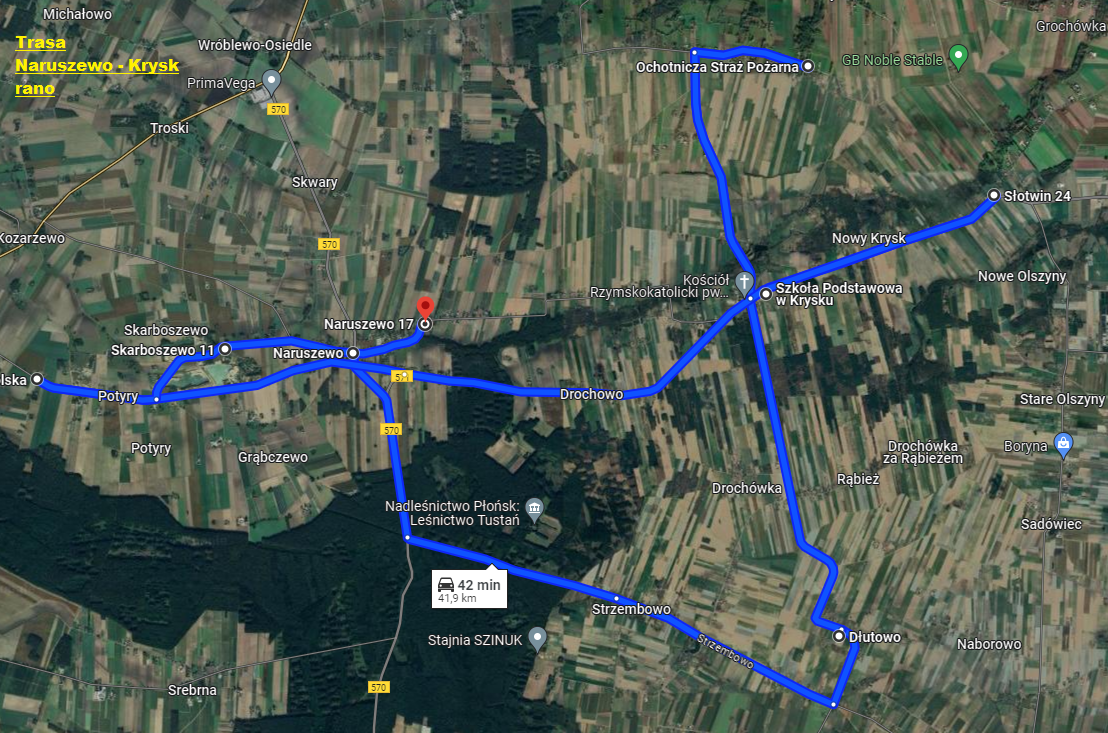 Michałowo
Trasa
Naruszewo - Krysk
rano
Wróblewo-Osiedle
PrimaVega
570
Troski
Skwary
Kozarzewo
570
Ochotnicza Straż Pożarna
GB Noble Stable
Grochówka
Słotwin 24
Nowy Krysk
Nowe Olszyny
Kościół
Rzymskokatolicki pw...
Szkoła Podstawowa
w Krysku
Naruszewo 17
Skarboszewo
Skarboszewo 11
Naruszewo
lska
Potyry
Drochowo
Stare Olszyny
570
Potyry
Grąbczewo
Drochówka
za Rąbieżem
Boryna
Rąbież
Drochówka
Nadleśnictwo Płońsk:
Leśnictwo Tustań
Sadówiec
42 min
41,9 km
Strzembowo
Stajnia SZINUK
Strzembowo
Dłutowo
Naborowo
Srebrna
570